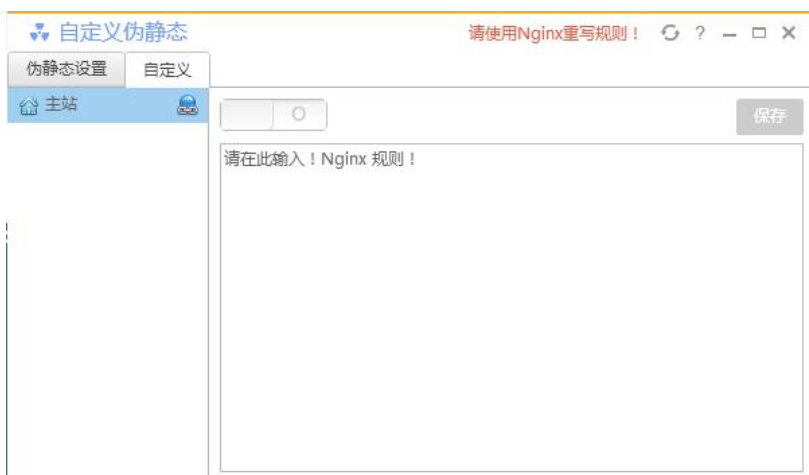 自定义伪静态
请使用Nginx重写规则！
?
伪静态设置
自定义
主站
保存
请在此输入！Nginx 规则！